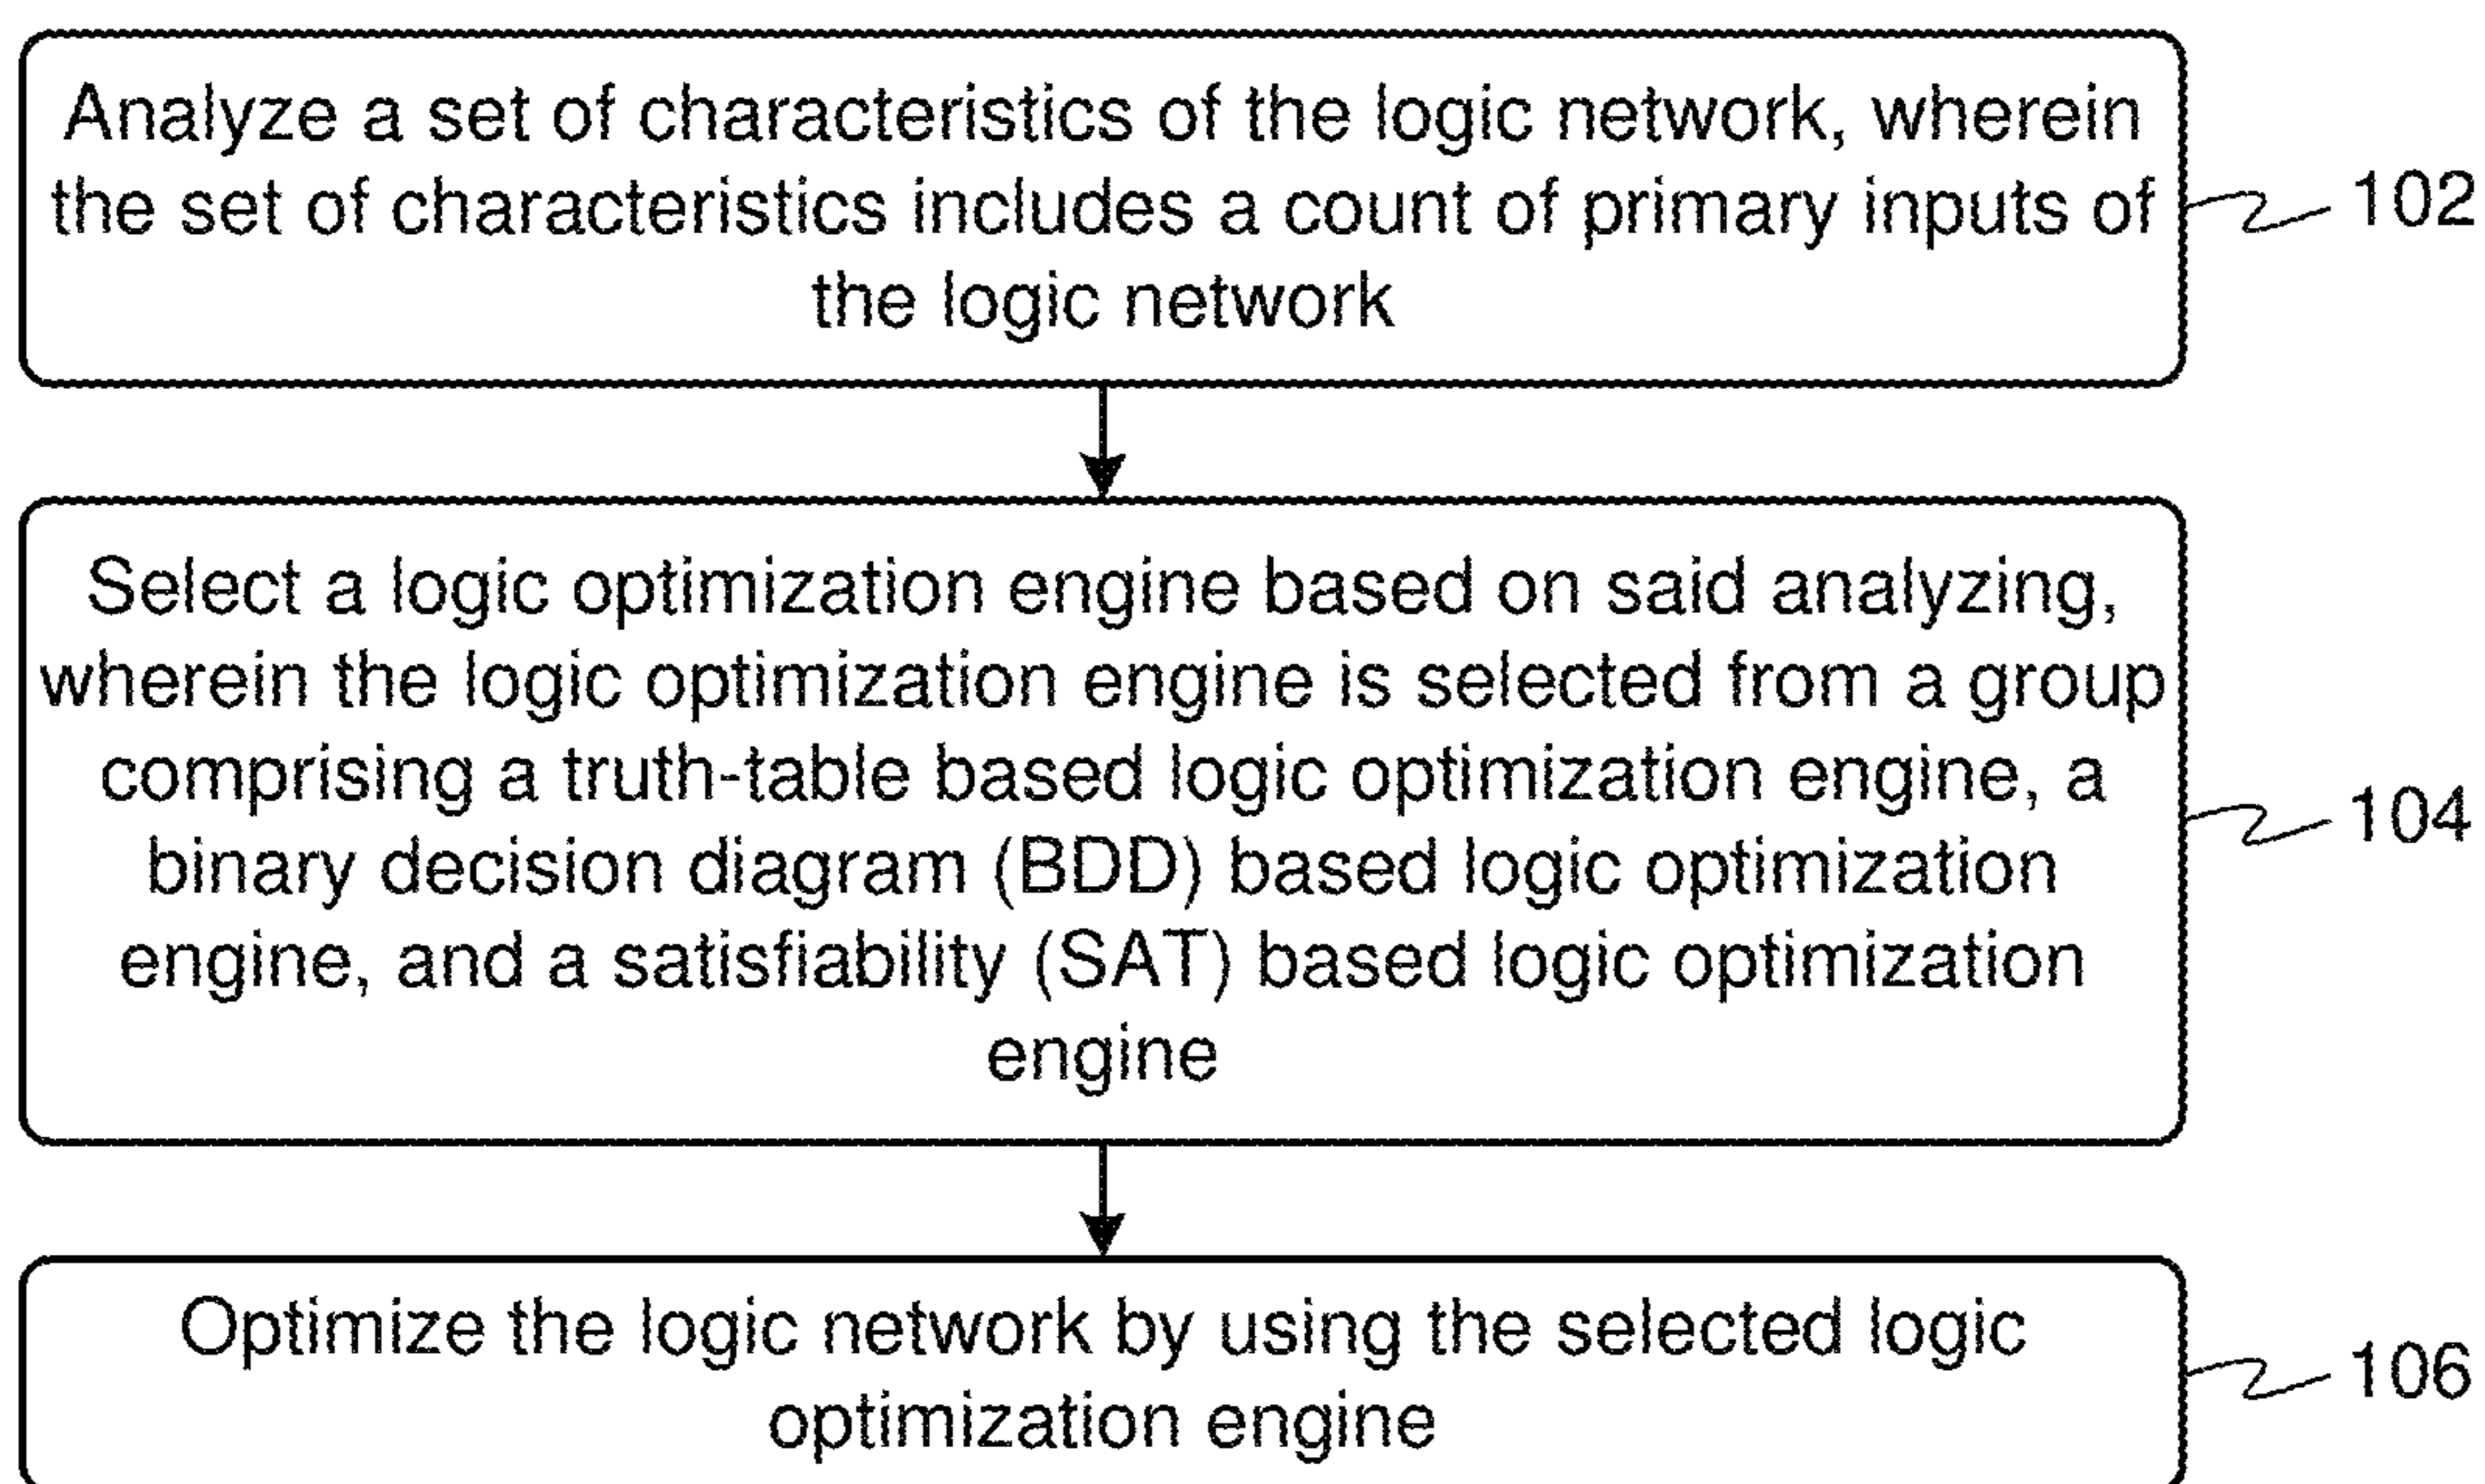 Analyze a set of characteristics of the logic network, wherein
the set of characteristics includes a count of primary inputs of
the logic network
102
Select a logic optimization engine based on said analyzing,
wherein the logic optimization engine is selected from a group
comprising a truth-table based logic optimization engine, a
binary decision diagram (BDD) based logic optimization
engine, and a satisfiability (SAT) based logic optimization
engine
104
Optimize the logic network by using the selected logic
optimization engine
106